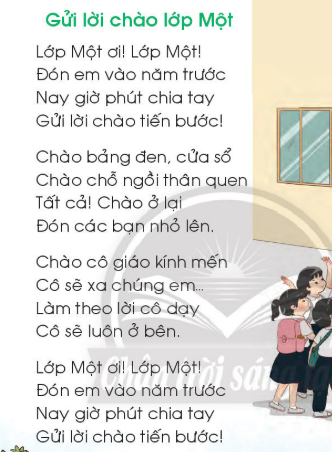 Gửi lời chào lớp Một
Lớp Một ơi! Lớp Một!
Đón em vào năm trước
Nay giờ phút chia tay
Gửi lời chào tiến bước!
Chào bảng đen, cửa sổ
Chào chỗ ngồi thân quen
Tất cả! Chào ở lại
Đón các bạn nhỏ lên.
Chào cô giáo kính mến
Cô sẽ xa chúng em...
Làm theo lời cô dạy
Cô sẽ luôn ở bên.
Lớp Một ơi! Lớp Một!
Đón em vào năm trước
Nay giờ phút chia tay
Gửi lời chào tiến bước!